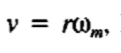 v = rω_m,